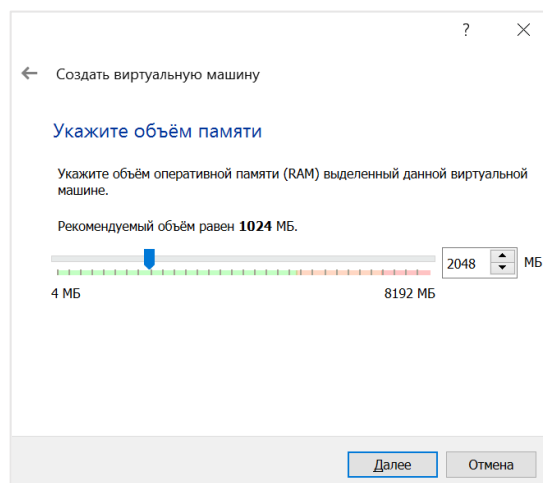 ?
Создать виртуальную машину
Укажите объём памяти
Укажите объём оперативной памяти (RAM) выделенный данной виртуальной
машине.
Рекомендуемый объём равен 1024 МБ.
2048 МБ
4 МБ 8192 МБ
Далее Отмена